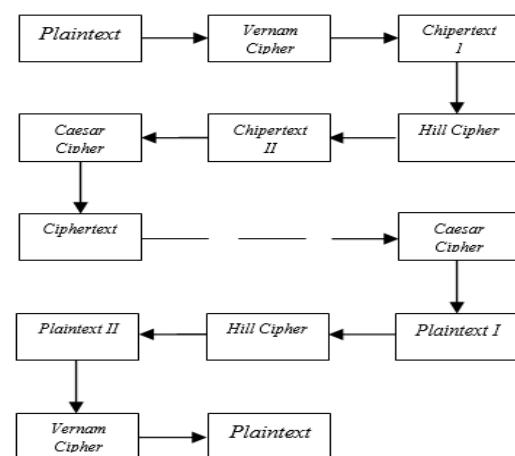 Plaintext
Vernam
Cipher
Chipertext
1
Hill Cipher
Chipertext
II
Caesar
Cipher
Ciphertext
Caesar
Cipher
Plaintext I
Hill Cipher
Plaintext II
Vernam
Cipher
Plaintext